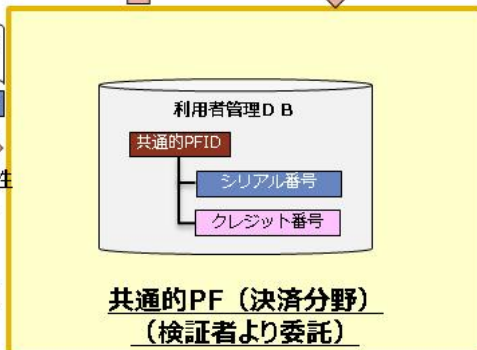 利用者管理ＤＢ
共通的PFID
性
シリアル番号
クレジット番号
共通的PF（決済分野）
（検証者より委託）